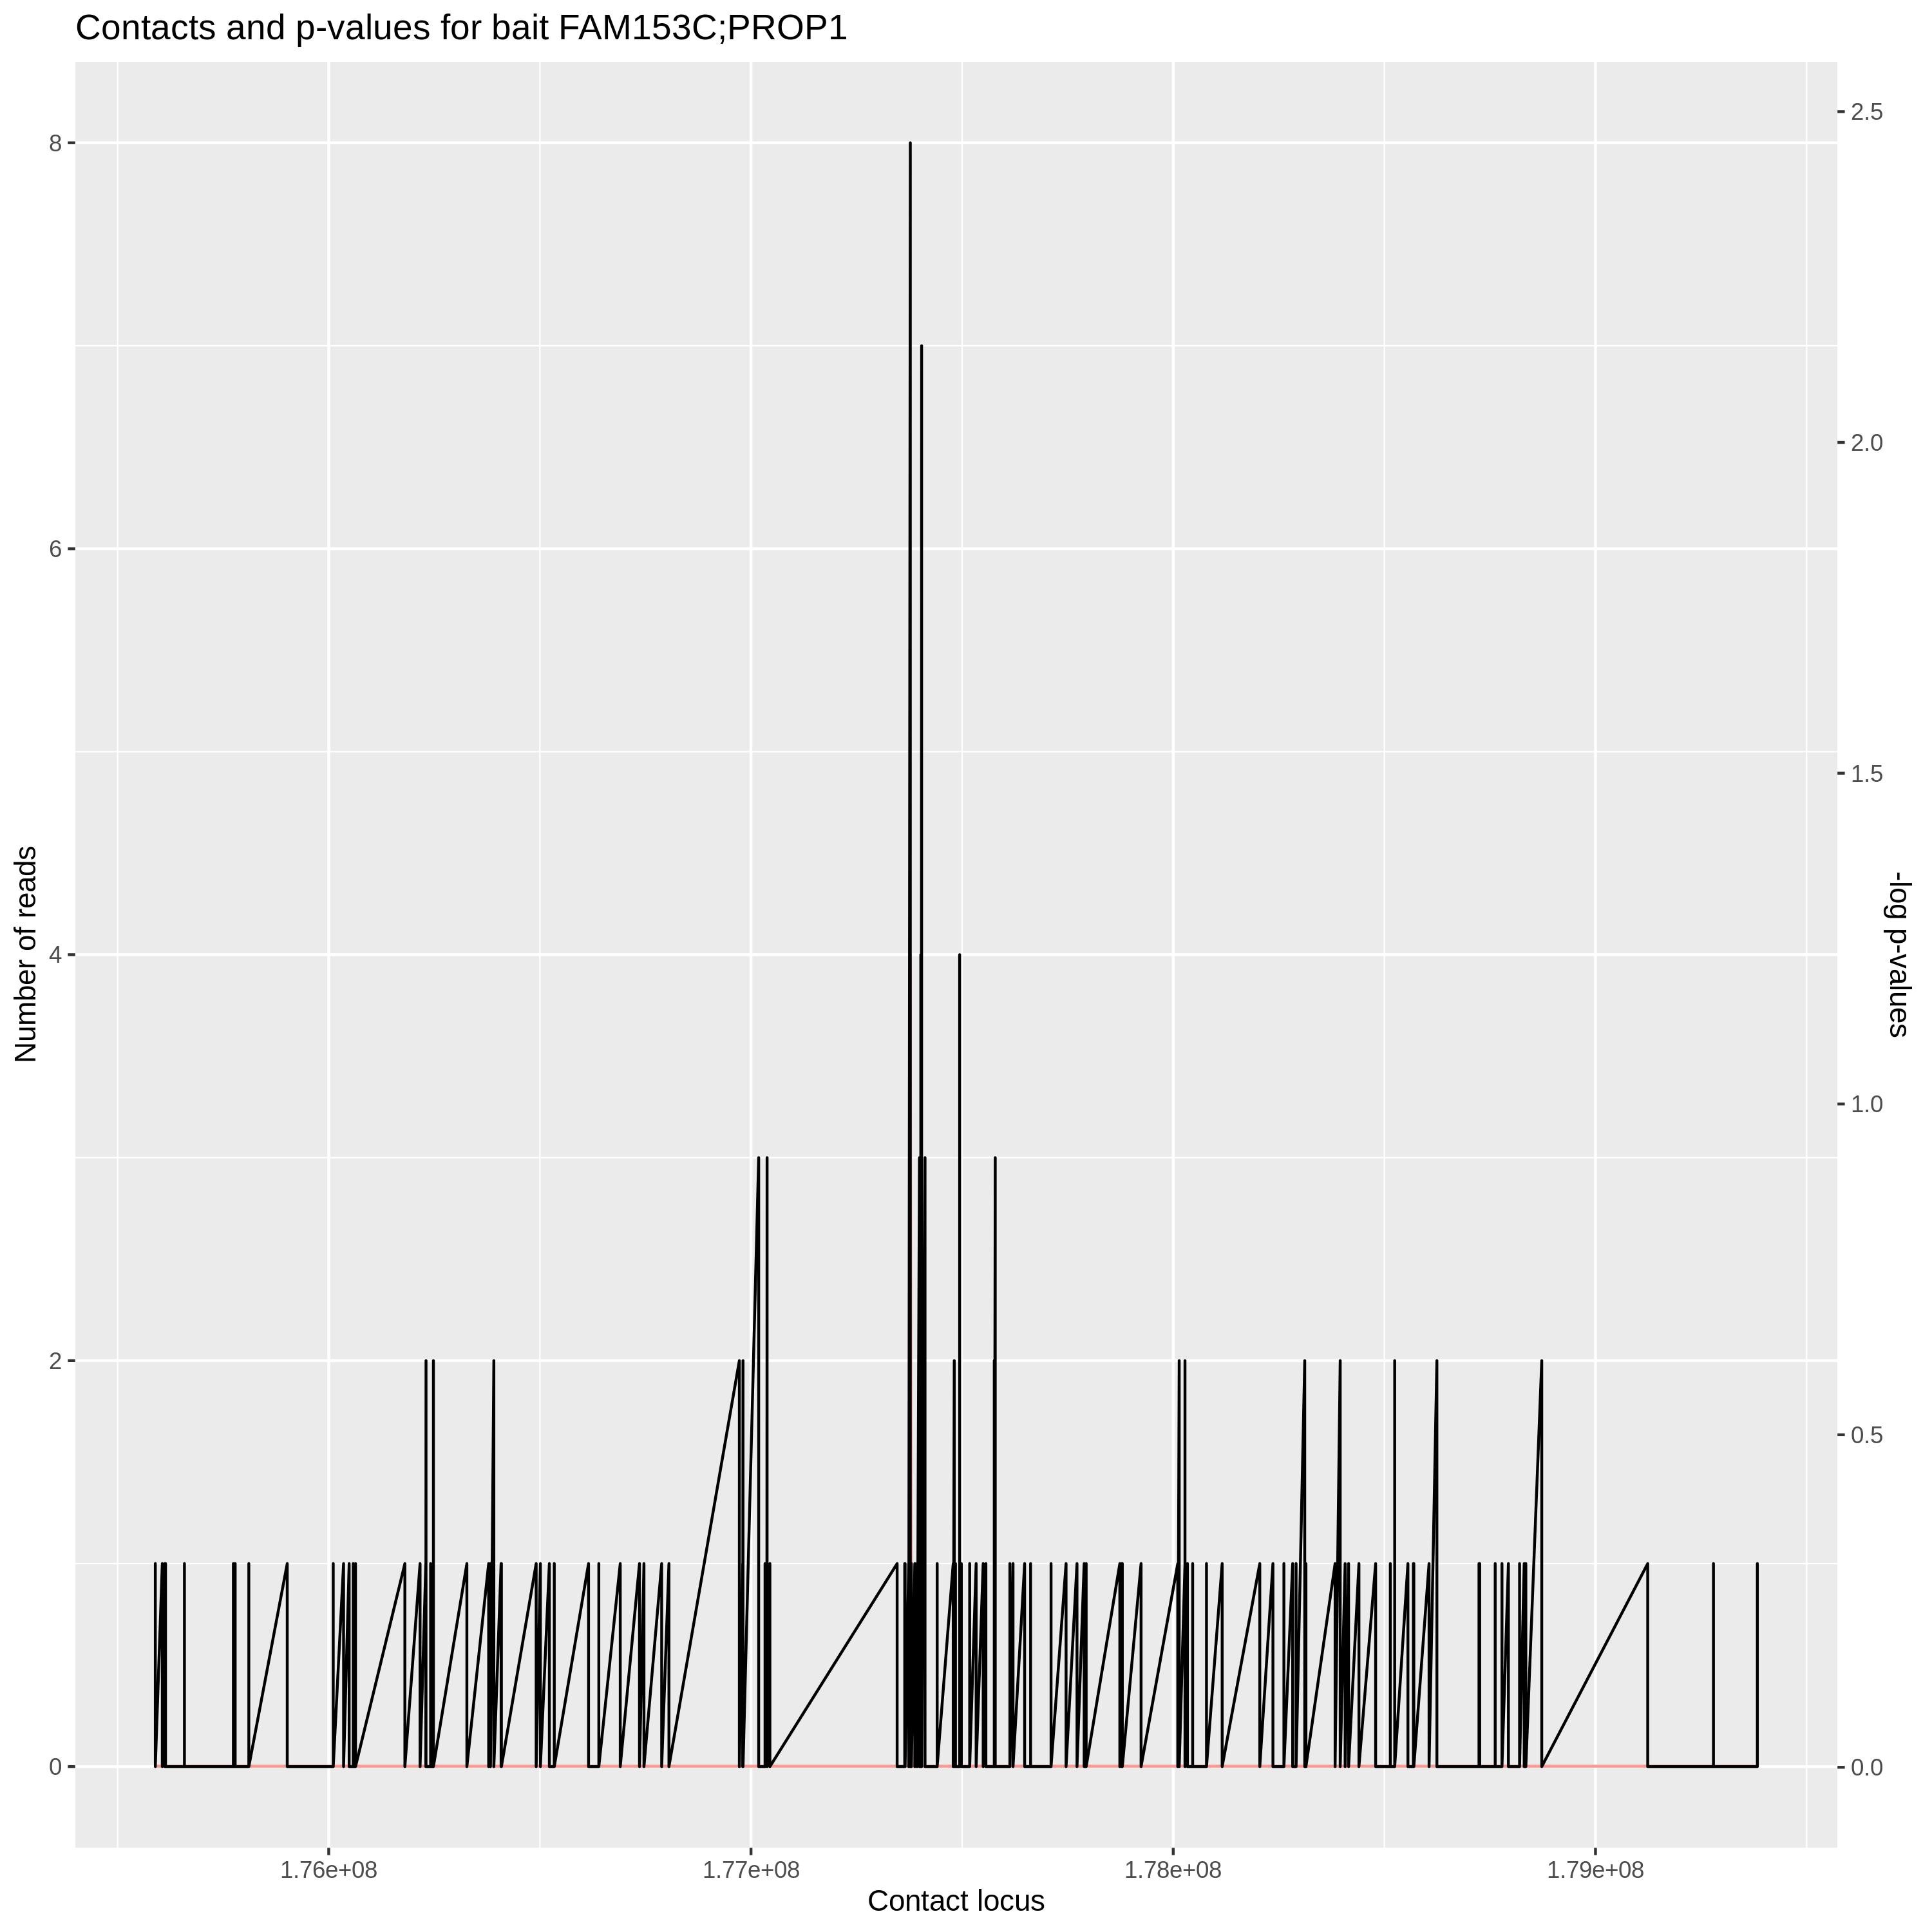 Contacts and p-values for bait FAM153C;PROP1
8
6
4
2
0
Number of reads
2.5
2.0
1.5
1.0
0.5
0.0
-log p-values
1.76e+08
1.77e+08
1.78e+08
1.79e+08
Contact locus